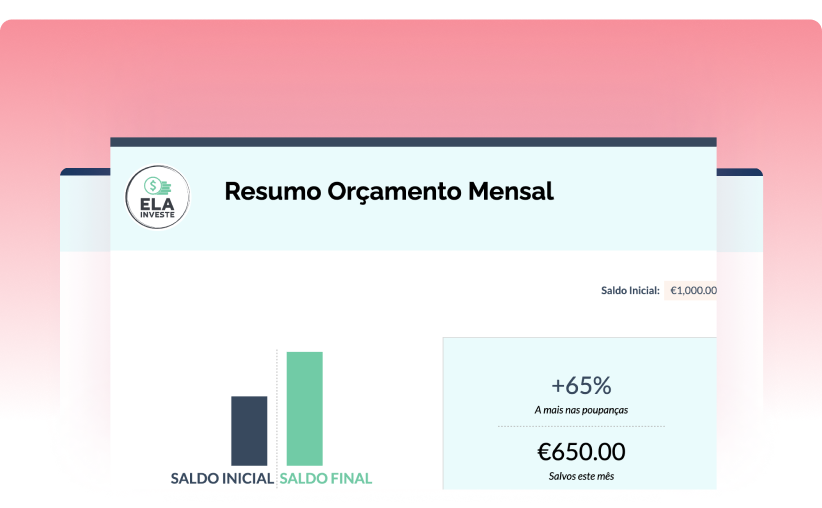 $
ELA
INVESTE
Resumo Orçamento Mensal
Saldo Inicial: €1,000.00
+65%
A mais nas poupanças
€650.00
Salvos este mês
SALDO INICIAL SALDO FINAL